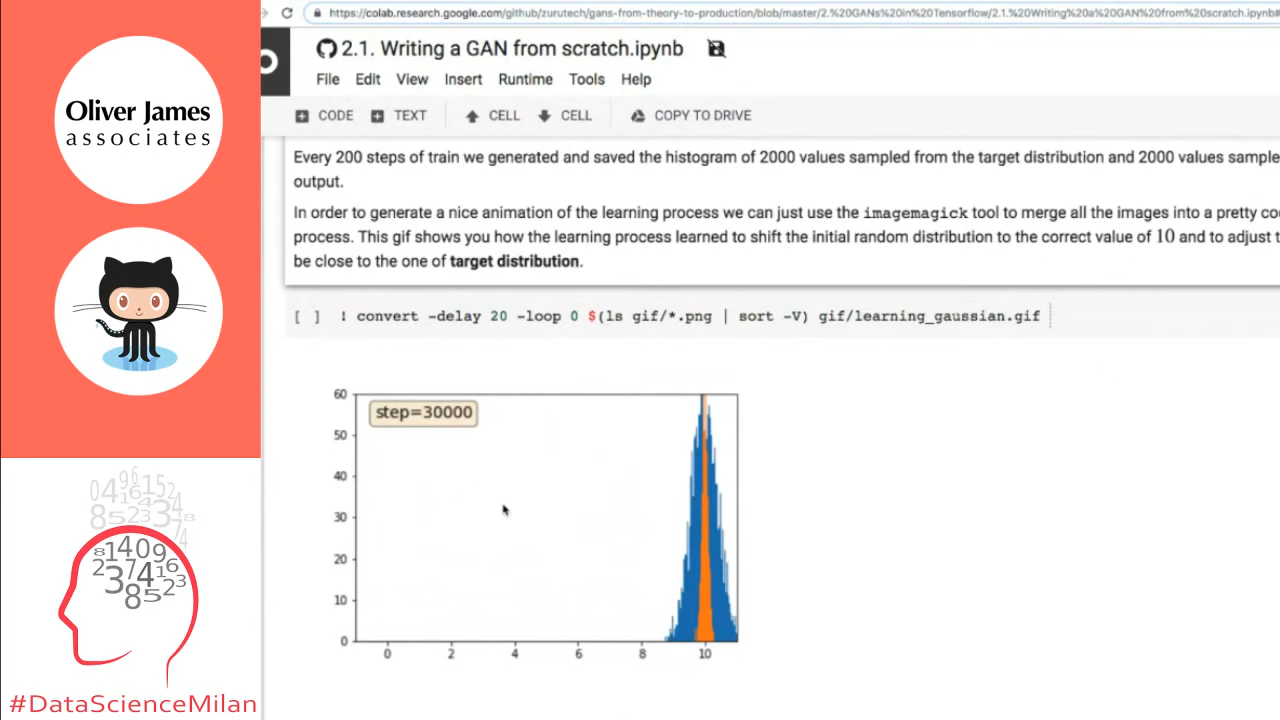 https://colab.research.google.com/github/zurutech/gans-from-theory-to-production/blob/master/2.%20GANs%20in%20Tensorflow/2.1.%20Writing%20a%20GAN%20from%20scratch.ipynb#
2.1. Writing a GAN from scratch.ipynb
File Edit View Insert Runtime Tools Help
CODE TEXT CELL CELL COPY TO DRIVE
Oliver James
associates
Every 200 steps of train we generated and saved the histogram of 2000 values sampled from the target distribution and 2000 values sample
output.
In order to generate a nice animation of the learning process we can just use the imagemagick tool to merge all the images into a pretty co
process. This gif shows you how the learning process learned to shift the initial random distribution to the correct value of 10 and to adjust t
be close to the one of target distribution.
[ ] ! convert -delay 20 -loop 0 $(ls gif/*.png | sort -V) gif/learning_gaussian.gif
60
step=30000
50
40
30
20
10
0
0 2 4 6 8 10
#DataScienceMilan